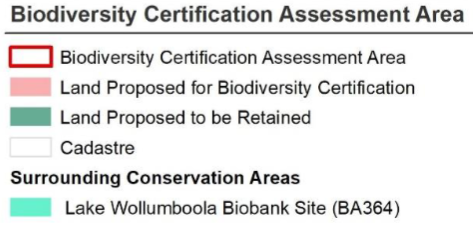 Biodiversity Certification Assessment Area
Biodiversity Certification Assessment Area
Land Proposed for Biodiversity Certification
Land Proposed to be Retained
Cadastre
Surrounding Conservation Areas
Lake Wollumboola Biobank Site (BA364)